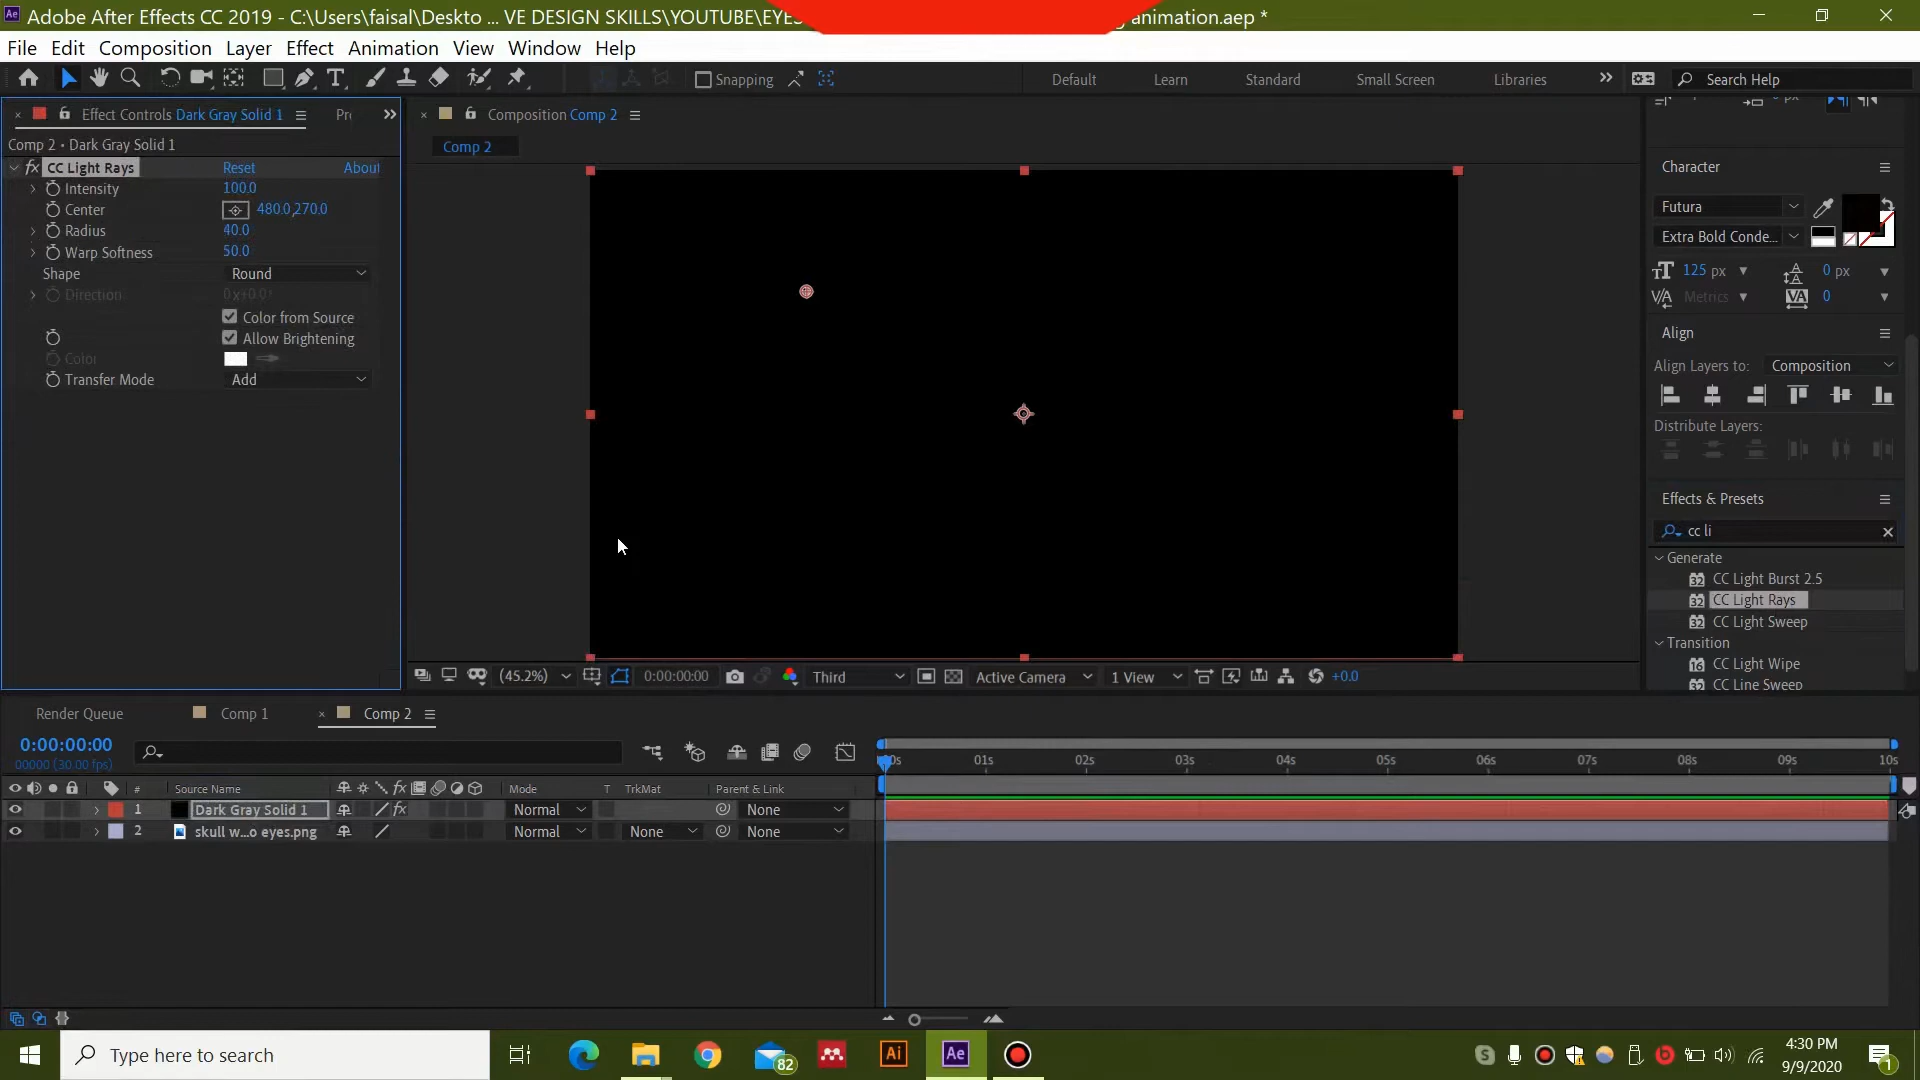 Adobe After Effects CC 2019 - C:\Users\faisal\Deskto ... VE DESIGN SKILLS\YOUTUBE\EYES animation.aep *
File Edit Composition Layer Effect Animation View Window Help
Snapping
Default Learn Standard Small Screen Libraries
Search Help
Effect Controls Dark Gray Solid 1
Composition Comp 2
Comp 2 • Dark Gray Solid 1
Comp 2
fx CC Light Rays Reset About
Intensity 100.0
Center 480.0,270.0
Radius 40.0
Warp Softness 50.0
Shape Round
Direction 0x+0.0°
Color from Source
Allow Brightening
Color
Transfer Mode Add
Character
Futura
Extra Bold Conde...
125 px 0 px
Metrics 0
Align
Align Layers to: Composition
Distribute Layers:
Effects & Presets
cc li
Generate
CC Light Burst 2.5
CC Light Rays
CC Light Sweep
Transition
CC Light Wipe
CC Line Sweep
(45.2%) 0:00:00:00 Third Active Camera 1 View +0.0
Render Queue Comp 1 Comp 2
0:00:00:00
00000 (30.00 fps)
01s 02s 03s 04s 05s 06s 07s 08s 09s 10s
# Source Name Mode T TrkMat Parent & Link
1 Dark Gray Solid 1 Normal None
2 skull w...o eyes.png Normal None None
Type here to search
82
Ai
Ae
4:30 PM
9/9/2020
1